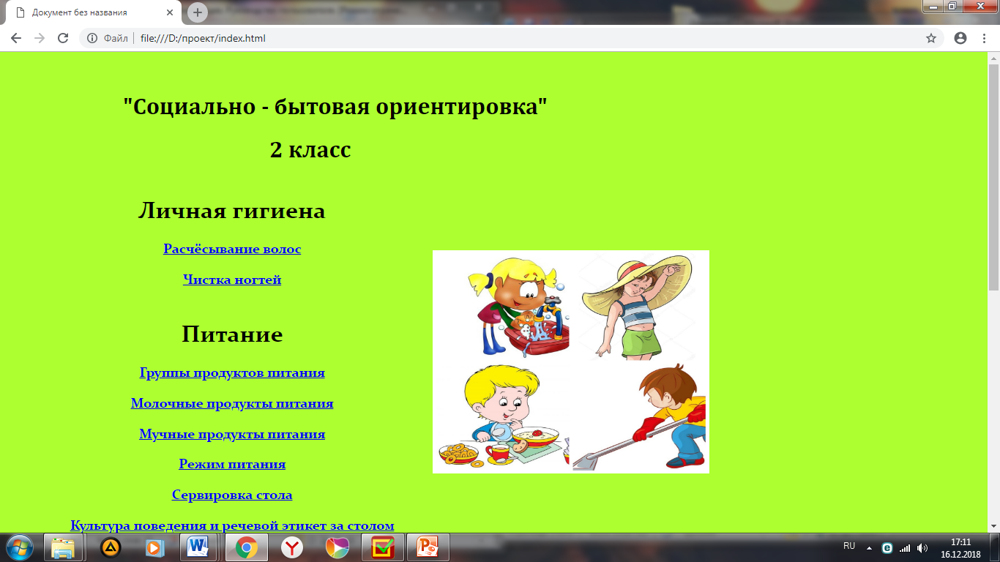 Документ без названия
Файл
file:///D:/проект/index.html
"Социально - бытовая ориентировка"
2 класс
Личная гигиена
Расчёсывание волос
Чистка ногтей
Питание
Группы продуктов питания
Молочные продукты питания
Мучные продукты питания
Режим питания
Сервировка стола
Культура поведения и речевой этикет за столом
RU
17:11
16.12.2018